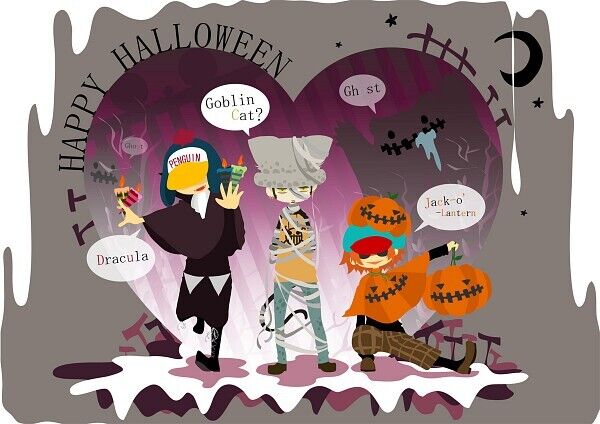 HAPPY HALLOWEEN
Gh st
Goblin
Cat?
Ghost
PENGUIN
Jack-o'
-Lantern
Dracula